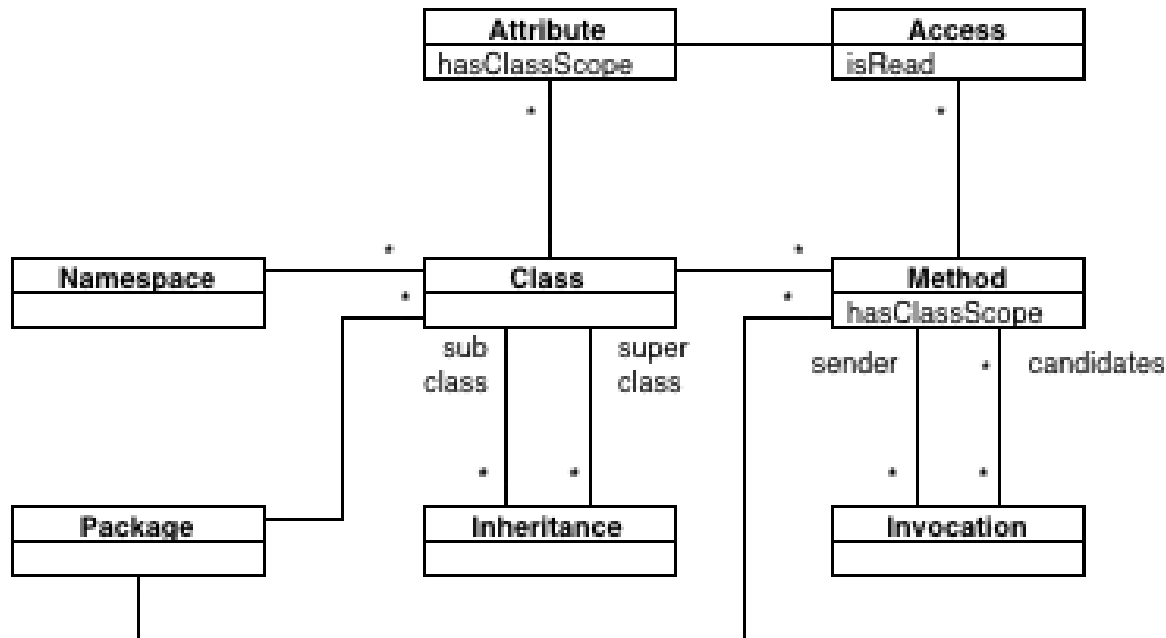 Attribute
hasClassScope
Access
isRead
*
*
*
*
Namespace
Class
Method
*
*
hasClassScope
sub
class
super
class
sender
*
candidates
*
*
*
*
Package
Inheritance
Invocation